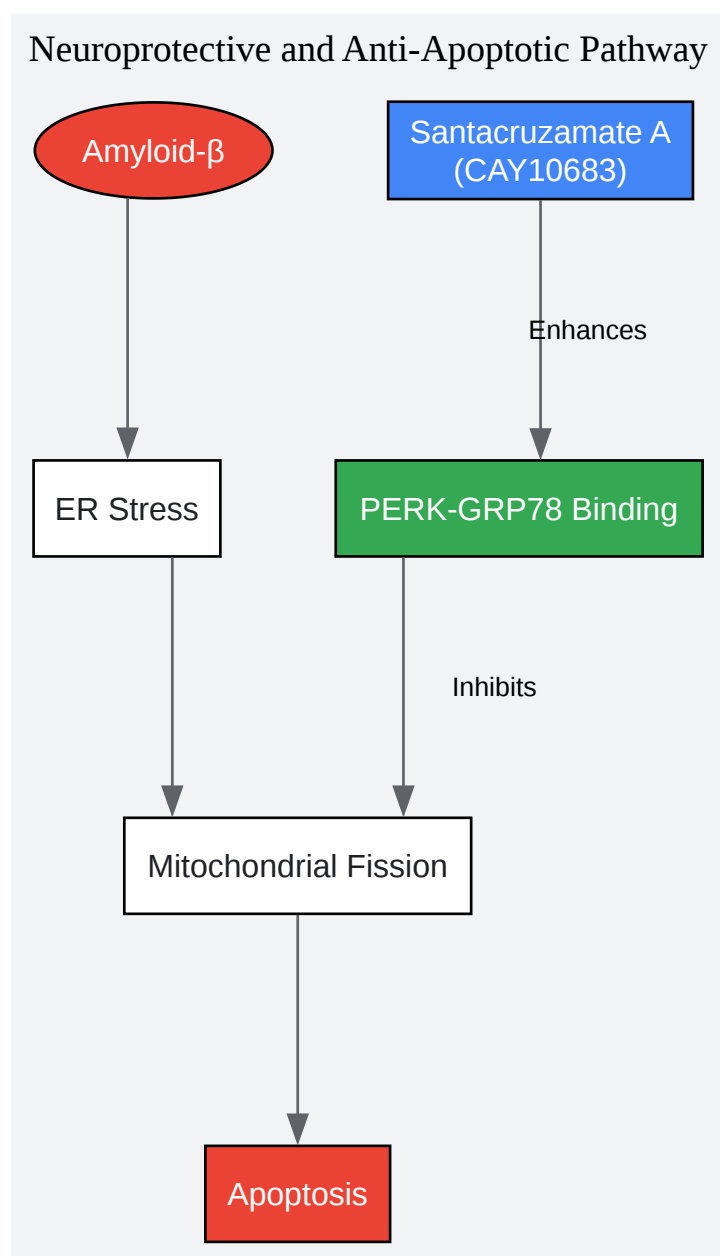 Neuroprotective and Anti-Apoptotic Pathway
Amyloid-β
Santacruzamate A
(CAY10683)
Enhances
ER Stress
PERK-GRP78 Binding
Inhibits
Mitochondrial Fission
Apoptosis